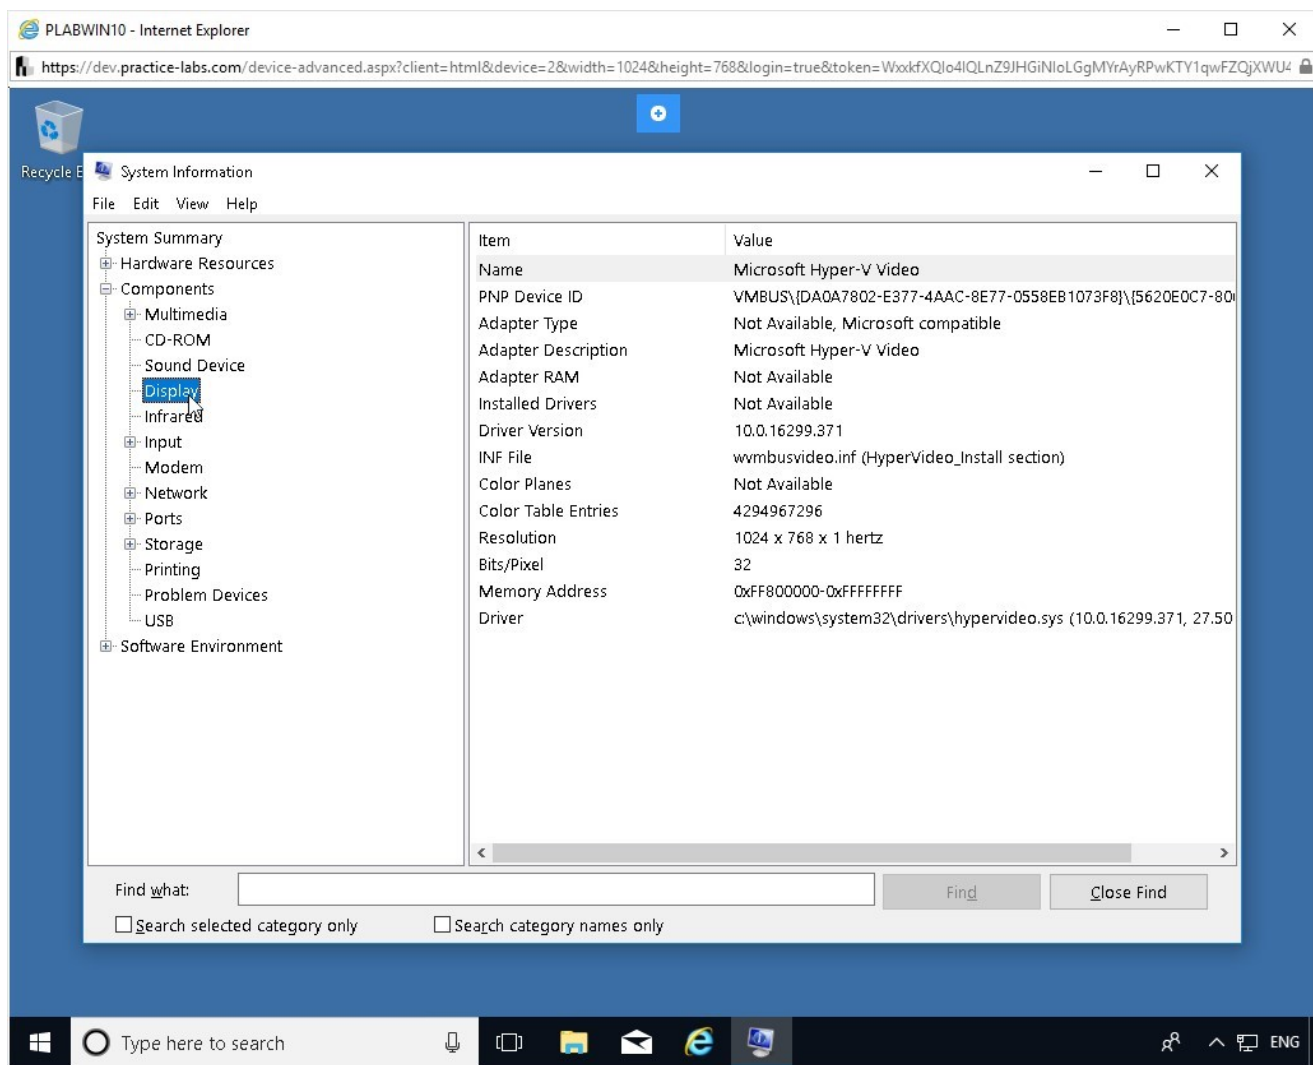 PLABWIN10 - Internet Explorer
https://dev.practice-labs.com/device-advanced.aspx?client=html&device=2&width=1024&height=768&login=true&token=WxxkfXQIo4IQLnZ9JHGiNIoLGgMYrAyRPwKTY1qwFZQjXWU4
Recycle
System Information
File Edit View Help
System Summary
Hardware Resources
Components
Multimedia
CD-ROM
Sound Device
Display
Infrared
Input
Modem
Network
Ports
Storage
Printing
Problem Devices
USB
Software Environment
Item Value
Name Microsoft Hyper-V Video
PNP Device ID VMBUS\{DA0A7802-E377-4AAC-8E77-0558EB1073F8}\{5620E0C7-80
Adapter Type Not Available, Microsoft compatible
Adapter Description Microsoft Hyper-V Video
Adapter RAM Not Available
Installed Drivers Not Available
Driver Version 10.0.16299.371
INF File wvmbusvideo.inf (HyperVideo_Install section)
Color Planes Not Available
Color Table Entries 4294967296
Resolution 1024 x 768 x 1 hertz
Bits/Pixel 32
Memory Address 0xFF800000-0xFFFFFFFF
Driver c:\windows\system32\drivers\hypervideo.sys (10.0.16299.371, 27.50
Find what: Find Close Find
Search selected category only Search category names only
Type here to search ENG